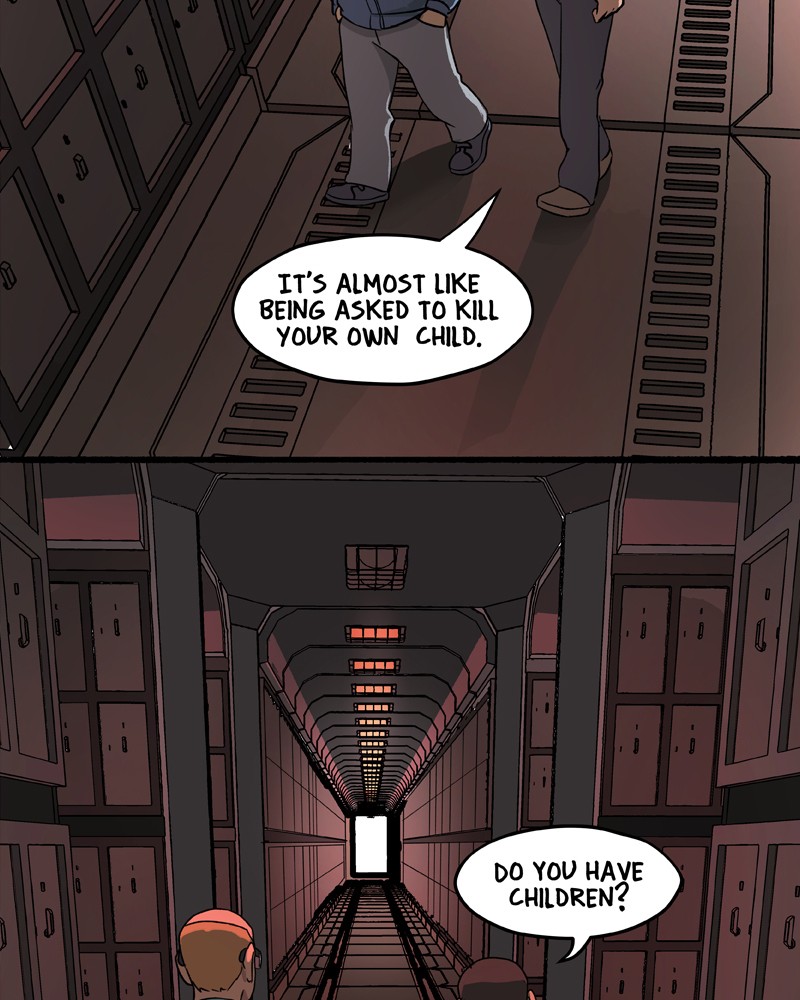 IT'S ALMOST LIKE
BEING ASKED TO KILL
YOUR OWN CHILD.
DO YOU HAVE
CHILDREN?